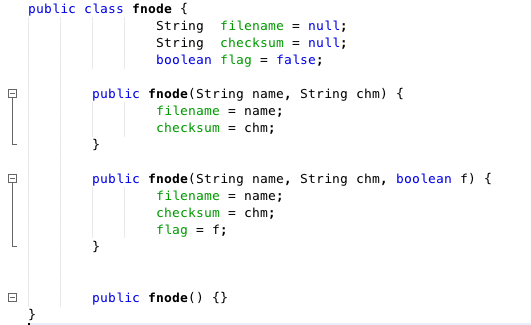 public class fnode {
String filename = null;
String checksum = null;
boolean flag = false;
public fnode(String name, String chm) {
filename = name;
checksum = chm;
}
public fnode(String name, String chm, boolean f) {
filename = name;
checksum = chm;
flag = f;
}
public fnode() {}
}